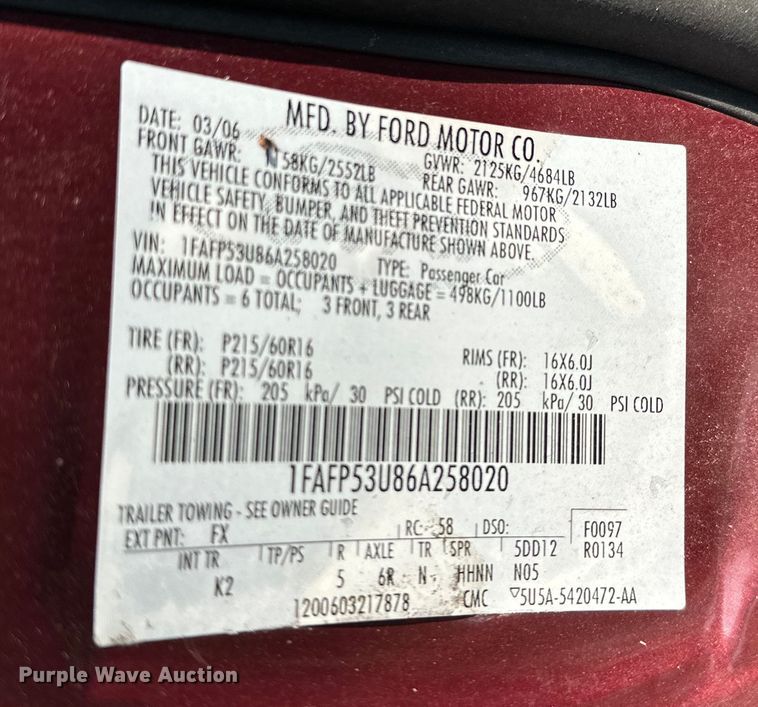 MFD. BY FORD MOTOR CO.
DATE: 03/06 GVWR: 2125KG/4684LB
FRONT GAWR: 1158KG/2552LB REAR GAWR: 967KG/2132LB
THIS VEHICLE CONFORMS TO ALL APPLICABLE FEDERAL MOTOR
VEHICLE SAFETY, BUMPER, AND THEFT PREVENTION STANDARDS
IN EFFECT ON THE DATE OF MANUFACTURE SHOWN ABOVE.
VIN: 1FAFP53U86A258020 TYPE: Passenger Car
MAXIMUM LOAD = OCCUPANTS + LUGGAGE = 498KG/1100LB
OCCUPANTS = 6 TOTAL; 3 FRONT, 3 REAR
TIRE (FR): P215/60R16 RIMS (FR): 16X6.0J
(RR): P215/60R16 (RR): 16X6.0J
PRESSURE (FR): 205 kPa/ 30 PSI COLD (RR): 205 kPa/ 30 PSI COLD
1FAFP53U86A258020
TRAILER TOWING - SEE OWNER GUIDE
EXT PNT: FX RC: 58 DSO: F0097
INT TR TP/PS R AXLE TR SPR 5DD12 R0134
K2 5 6R N HHNN N05
1200603217878 CMC ▽5U5A-5420472-AA
Purple Wave Auction